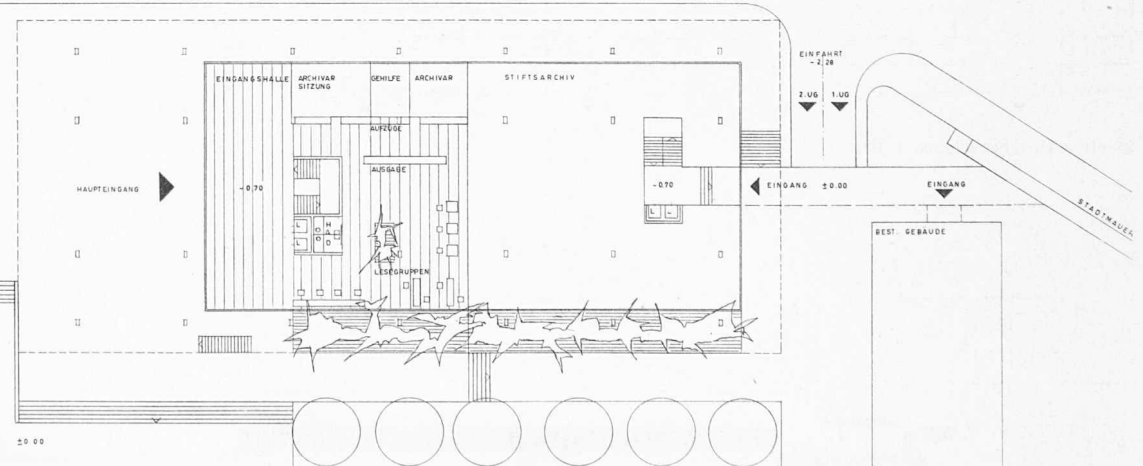 EINFAHRT
- 2,28
2.UG 1.UG
EINGANGSHALLE
ARCHIVAR
SITZUNG
GEHILFE
ARCHIVAR
STIFTSARCHIV
AUFZÜGE
AUSGABE
HAUPTEINGANG
-0,70
-0,70
EINGANG ±0.00
EINGANG
STADTMAUER
L
L
H D
L
BEST. GEBÄUDE
LESEGRUPPEN
±0.00